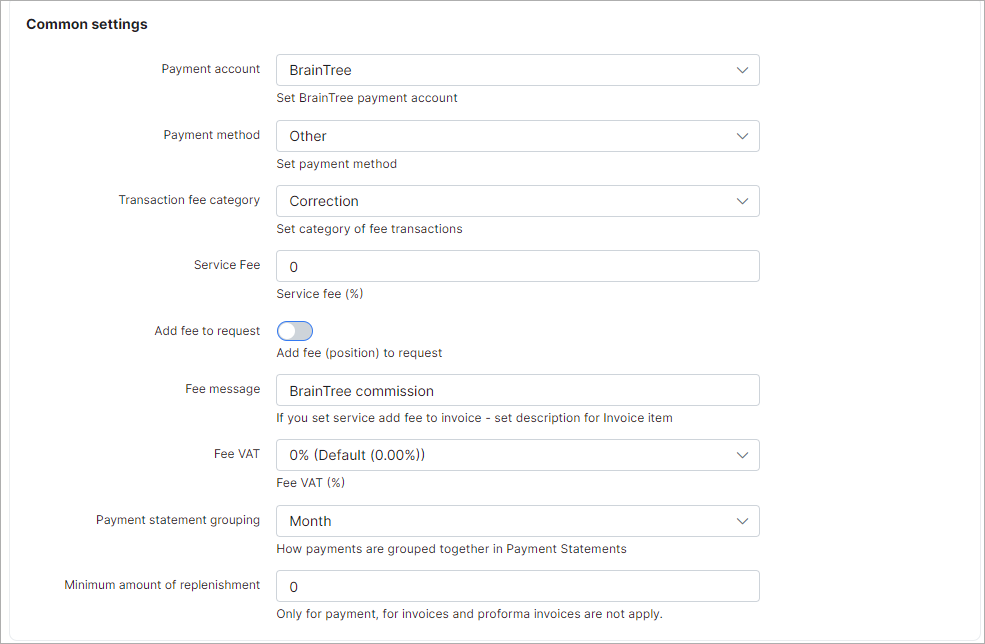 Common settings
Payment account
BrainTree
Set BrainTree payment account
Payment method
Other
Set payment method
Transaction fee category
Correction
Set category of fee transactions
Service Fee
0
Service fee (%)
Add fee to request
Add fee (position) to request
Fee message
BrainTree commission
If you set service add fee to invoice - set description for Invoice item
Fee VAT
0% (Default (0.00%))
Fee VAT (%)
Payment statement grouping
Month
How payments are grouped together in Payment Statements
Minimum amount of replenishment
0
Only for payment, for invoices and proforma invoices are not apply.